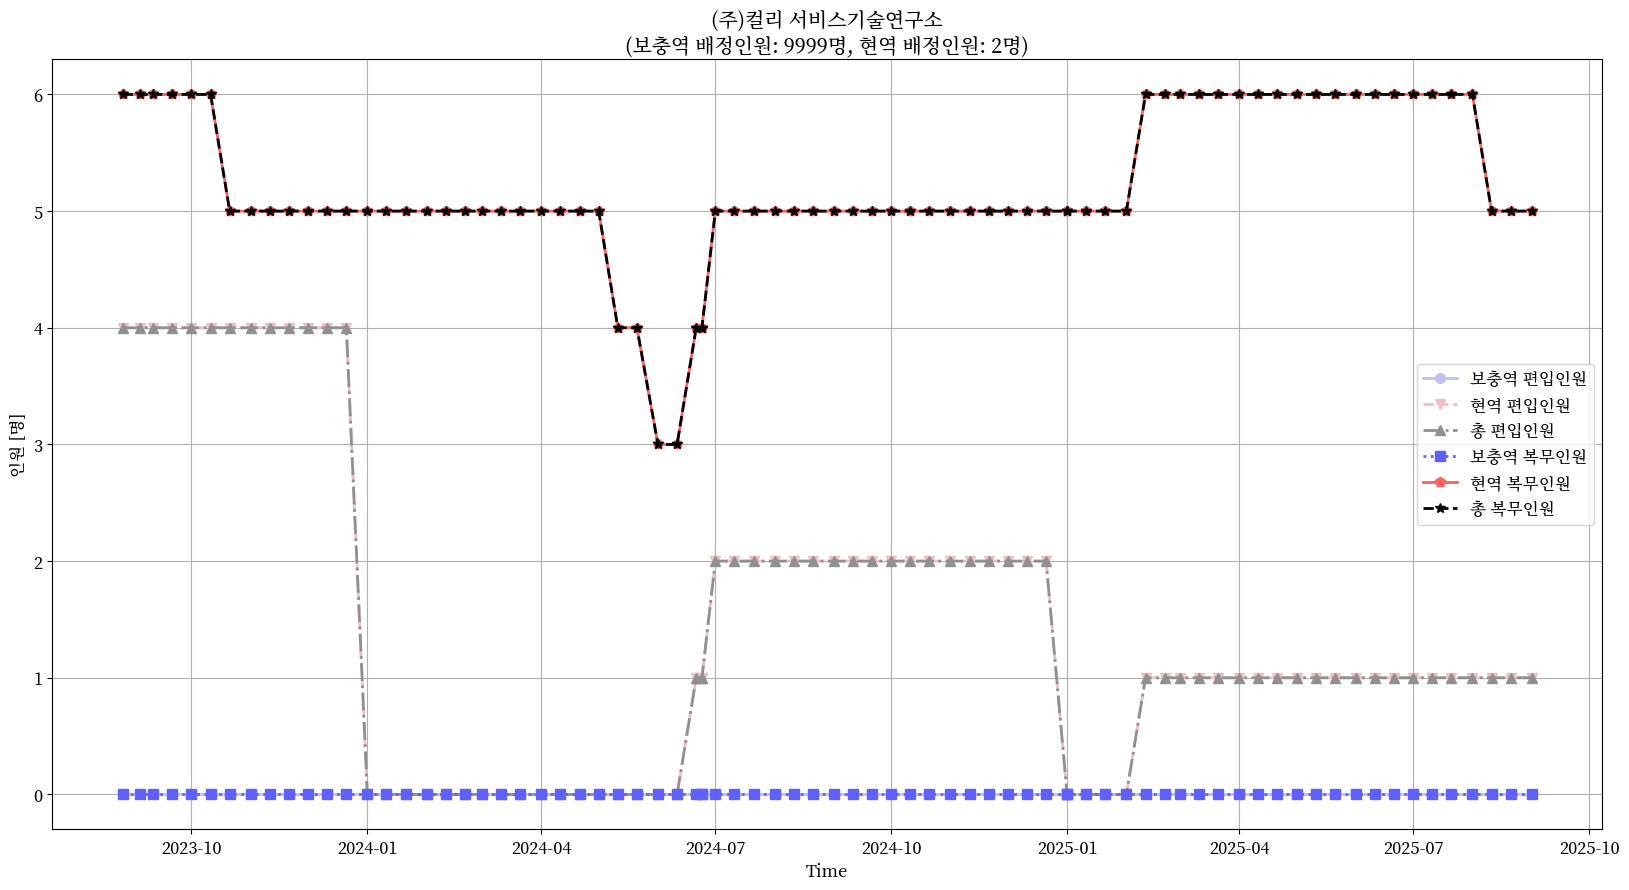 (주)컬리 서비스기술연구소
(보충역 배정인원: 9999명, 현역 배정인원: 2명)
인원 [명]
6
5
4
3
2
1
0
보충역 편입인원
현역 편입인원
총 편입인원
보충역 복무인원
현역 복무인원
총 복무인원
2023-10
2024-01
2024-04
2024-07
2024-10
2025-01
2025-04
2025-07
2025-10
Time